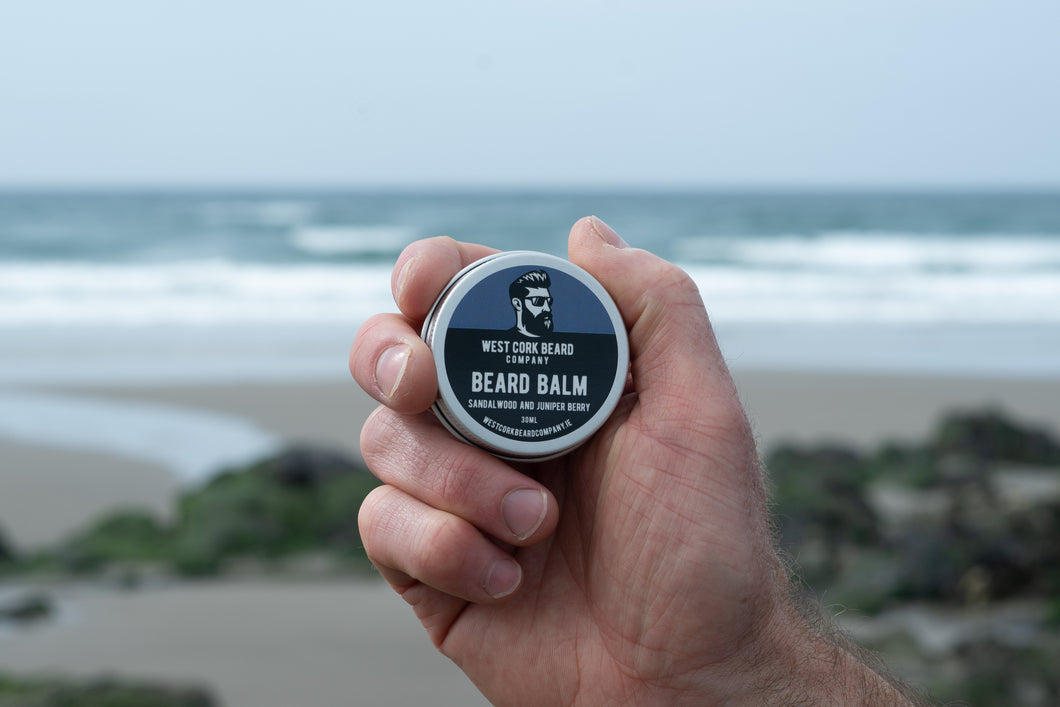 WEST CORK BEARD
COMPANY
BEARD BALM
SANDALWOOD AND JUNIPER BERRY
30ML
WESTCORKBEARDCOMPANY.IE